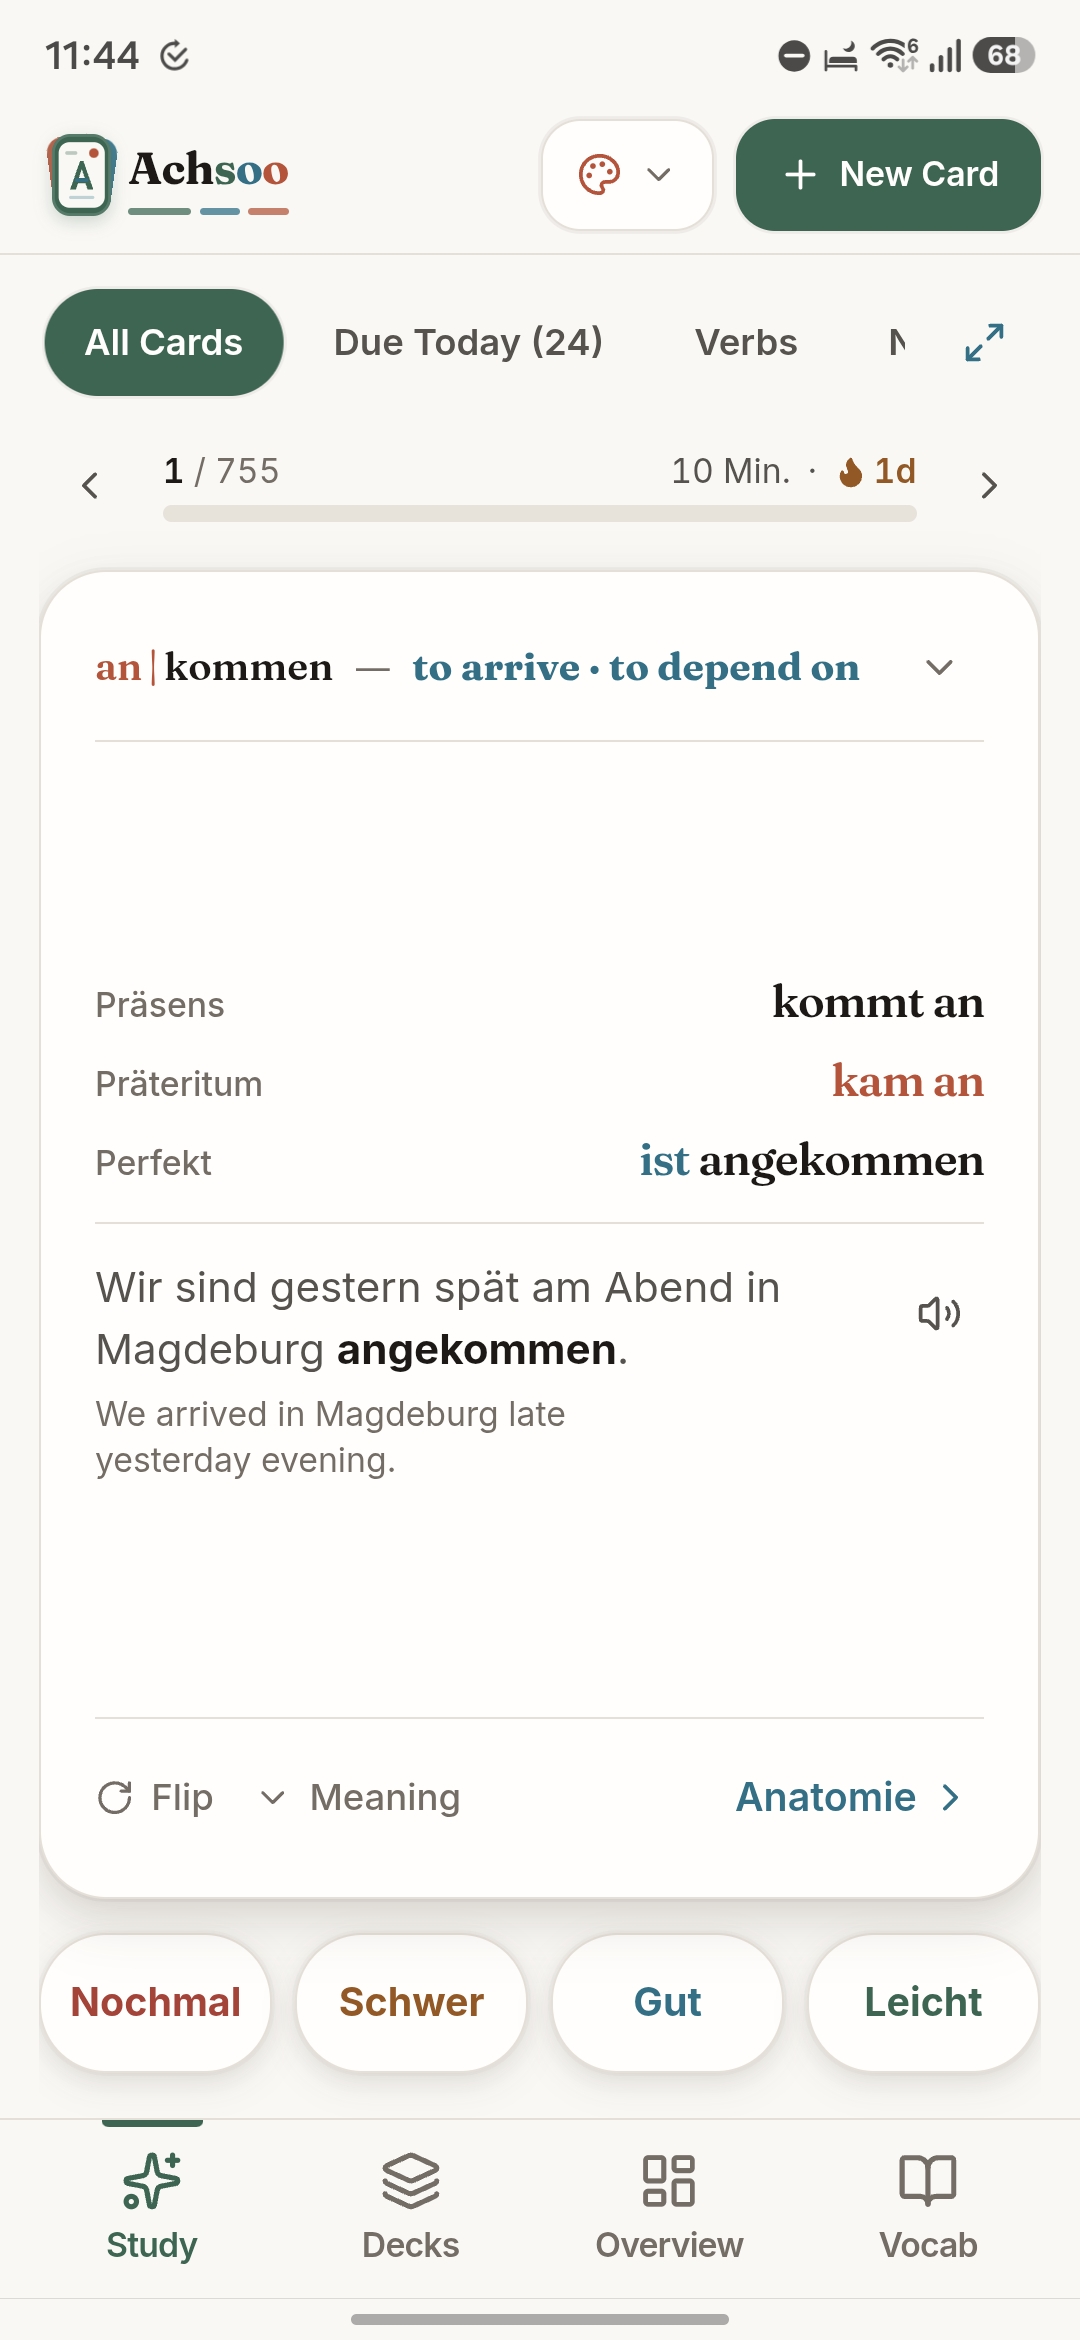 11:44
6
68
A
Achsoo
New Card
All Cards
Due Today (24)
Verbs
1 / 755
10 Min. · 1d
an|kommen — to arrive · to depend on
Präsens
kommt an
Präteritum
kam an
Perfekt
ist angekommen
Wir sind gestern spät am Abend in
Magdeburg angekommen.
We arrived in Magdeburg late
yesterday evening.
Flip
Meaning
Anatomie
Nochmal
Schwer
Gut
Leicht
Study
Decks
Overview
Vocab